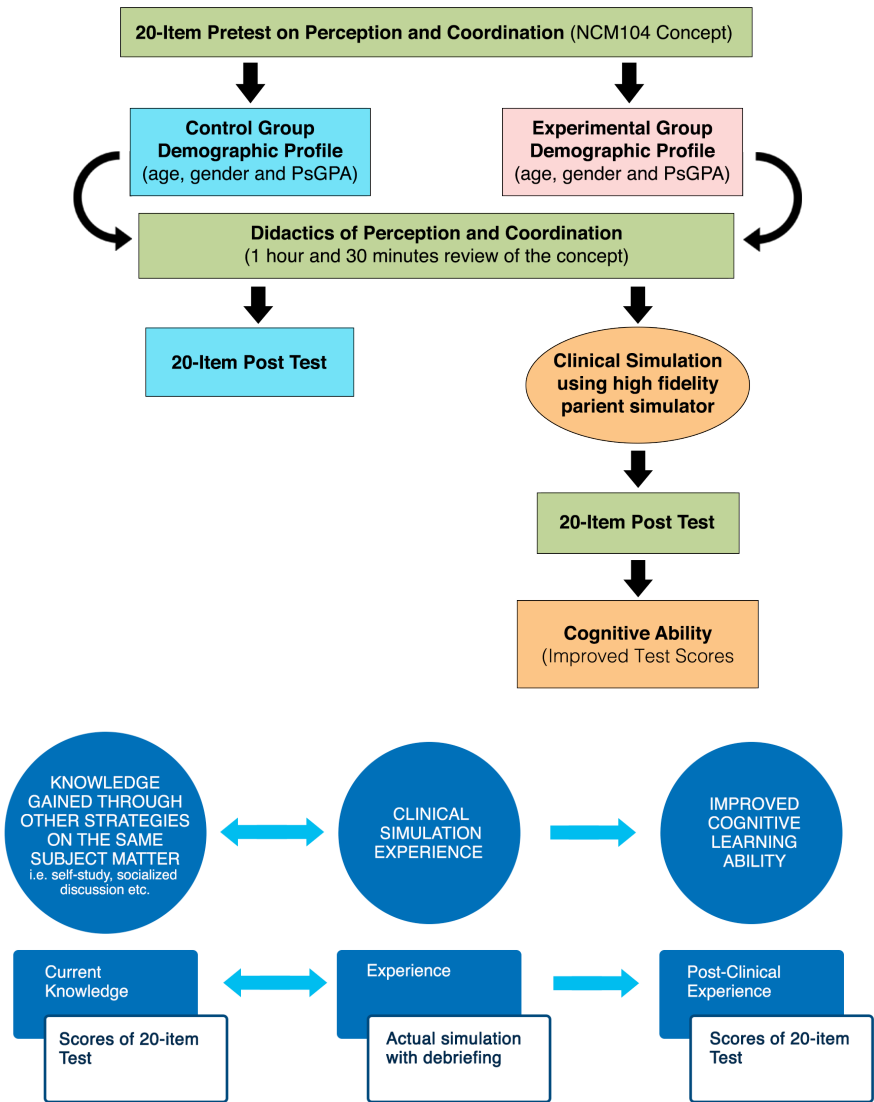 20-Item Pretest on Perception and Coordination (NCM104 Concept)
Control Group
Demographic Profile
(age, gender and PsGPA)
Experimental Group
Demographic Profile
(age, gender and PsGPA)
Didactics of Perception and Coordination
(1 hour and 30 minutes review of the concept)
20-Item Post Test
Clinical Simulation
using high fidelity
parient simulator
20-Item Post Test
Cognitive Ability
(Improved Test Scores
KNOWLEDGE
GAINED THROUGH
OTHER STRATEGIES
ON THE SAME
SUBJECT MATTER
i.e. self-study, socialized
discussion etc.
CLINICAL
SIMULATION
EXPERIENCE
IMPROVED
COGNITIVE
LEARNING
ABILITY
Current
Knowledge
Scores of 20-item
Test
Experience
Actual simulation
with debriefing
Post-Clinical
Experience
Scores of 20-item
Test